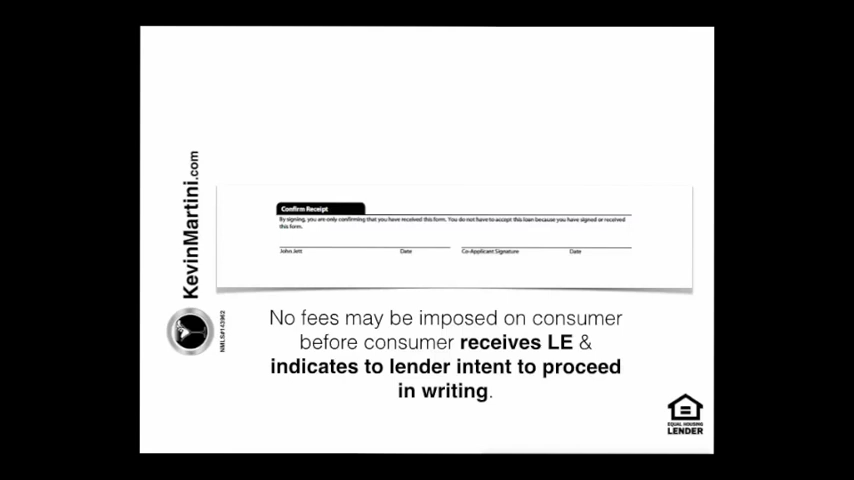 KevinMartini.com
NMLS#143962
Confirm Receipt
By signing, you are only confirming that you have received this form. You do not have to accept this loan because you have signed or received
this form.
John Jett Date Co-Applicant Signature Date
No fees may be imposed on consumer
before consumer receives LE &
indicates to lender intent to proceed
in writing.
EQUAL HOUSING
LENDER